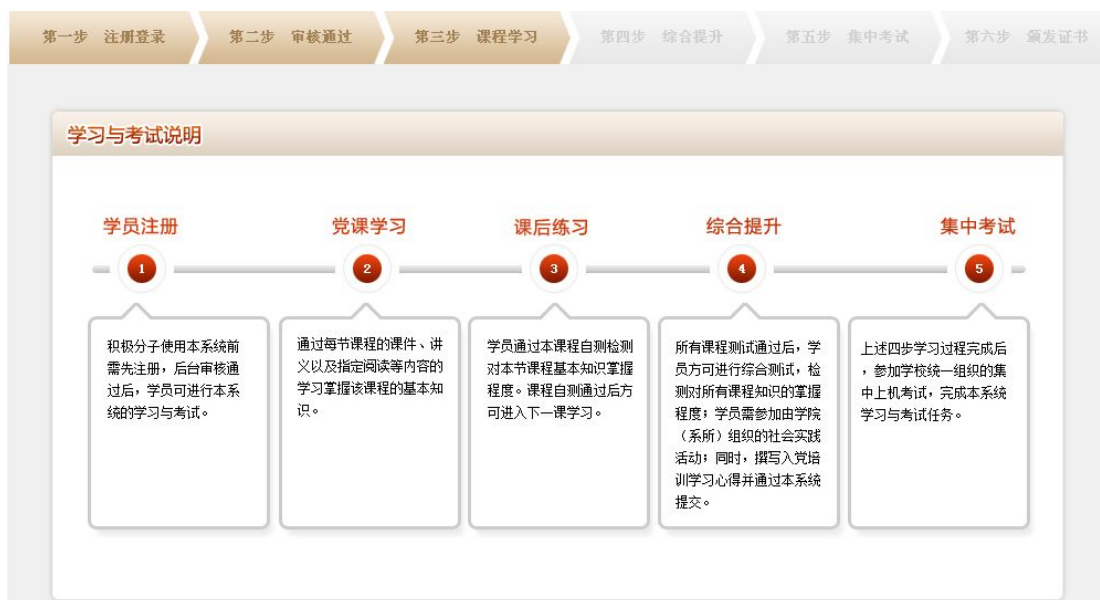 第一步 注册登录 第二步 审核通过 第三步 课程学习 第四步 综合提升 第五步 集中考试 第六步 颁发证书
学习与考试说明
学员注册 党课学习 课后练习 综合提升 集中考试
1 2 3 4 5
积极分子使用本系统前
需先注册，后台审核通
过后，学员可进行本系
统的学习与考试。
通过每节课程的课件、讲
义以及指定阅读等内容的
学习掌握该课程的基本知
识。
学员通过本课程自测检测
对本节课程基本知识掌握
程度。课程自测通过后方
可进入下一课学习。
所有课程测试通过后，学
员方可进行综合测试，检
测对所有课程知识的掌握
程度；学员需参加由学院
（系所）组织的社会实践
活动；同时，撰写入党培
训学习心得并通过本系统
提交。
上述四步学习过程完成后
，参加学校统一组织的集
中上机考试，完成本系统
学习与考试任务。